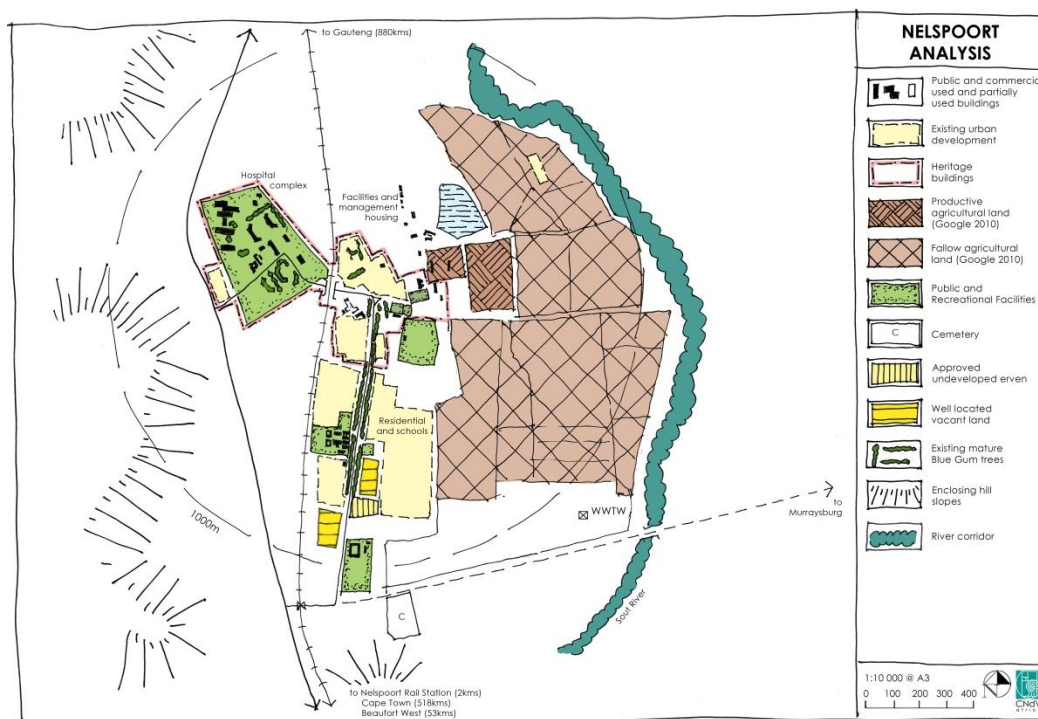 to Gauteng (880kms)
Hospital
complex
Facilities and
management
housing
Residential
and schools
1000m
WWTW
to
Murraysburg
Sout River
C
to Nelspoort Rail Station (2kms)
Cape Town (518kms)
Beaufort West (53kms)
NELSPOORT
ANALYSIS
Public and commercia
used and partially
used buildings
Existing urban
development
Heritage
buildings
Productive
agricultural land
(Google 2010)
Fallow agricultural
land (Google 2010)
Public and
Recreational Facilities
C
Cemetery
Approved
undeveloped erven
Well located
vacant land
Existing mature
Blue Gum trees
Enclosing hill
slopes
River corridor
1:10 000 @ A3
0 100 200 300 400
CNdV
africa